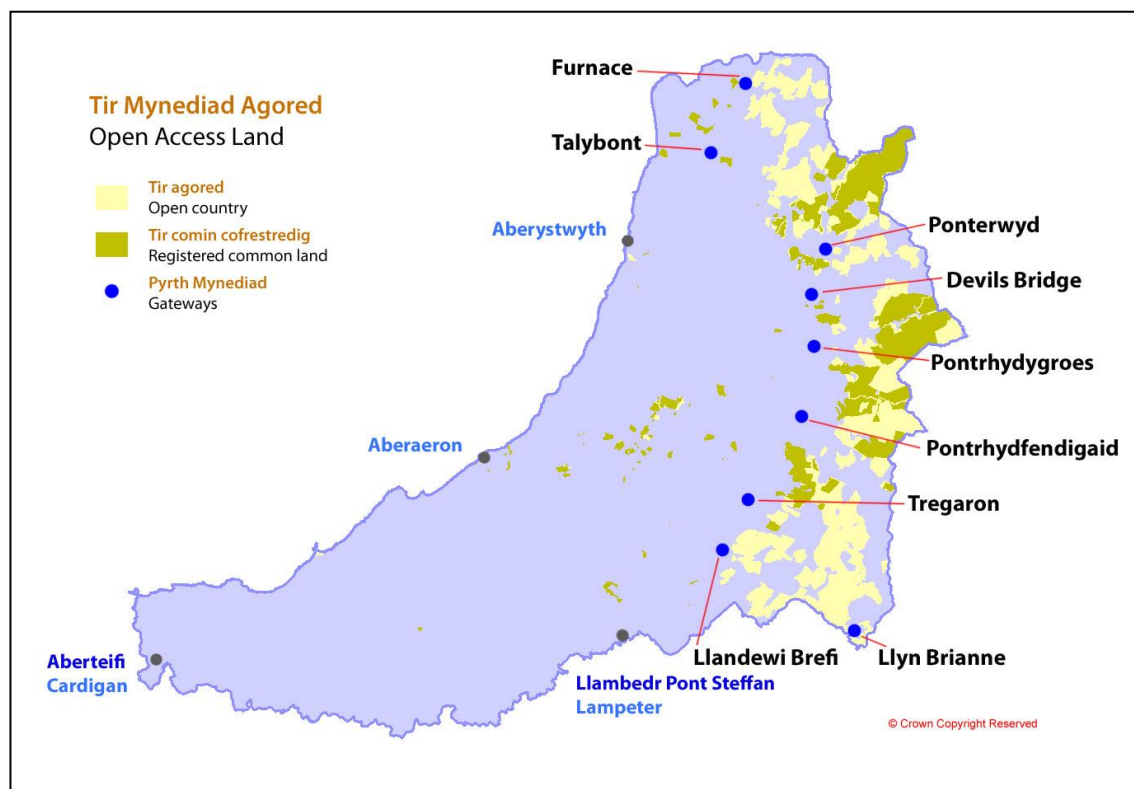 Tir Mynediad Agored
Open Access Land
Tir agored
Open country
Tir comin cofrestredig
Registered common land
Pyrth Mynediad
Gateways
Furnace
Talybont
Aberystwyth
Ponterwyd
Devils Bridge
Pontrhydygroes
Aberaeron
Pontrhydfendigaid
Tregaron
Llandewi Brefi
Llyn Brianne
Aberteifi
Cardigan
Llambedr Pont Steffan
Lampeter
© Crown Copyright Reserved